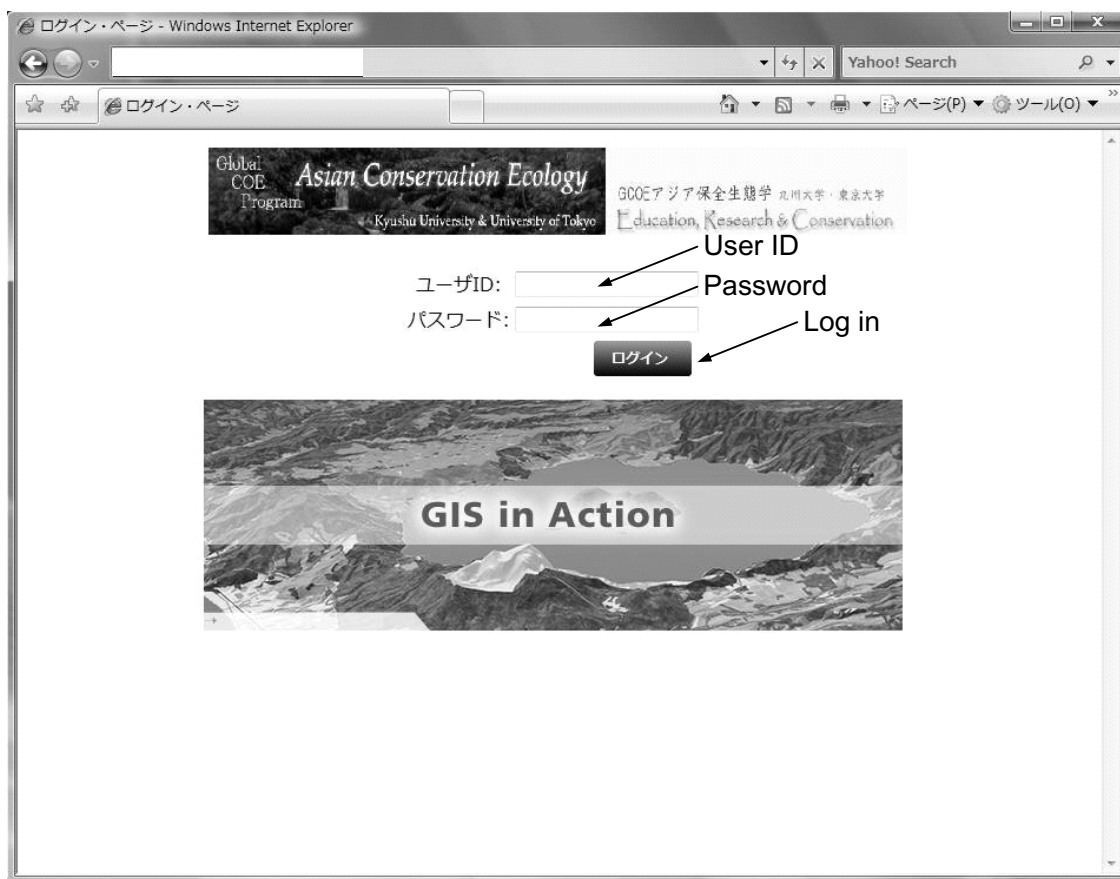 ログイン・ページ - Windows Internet Explorer
Yahoo! Search
ログイン・ページ
ページ(P)
ツール(O)
Global
COE
Program
Asian Conservation Ecology
Kyushu University & University of Tokyo
GCOEアジア保全生態学 九州大学・東京大学
Education, Research & Conservation
User ID
ユーザID:
Password
パスワード:
Log in
ログイン
GIS in Action